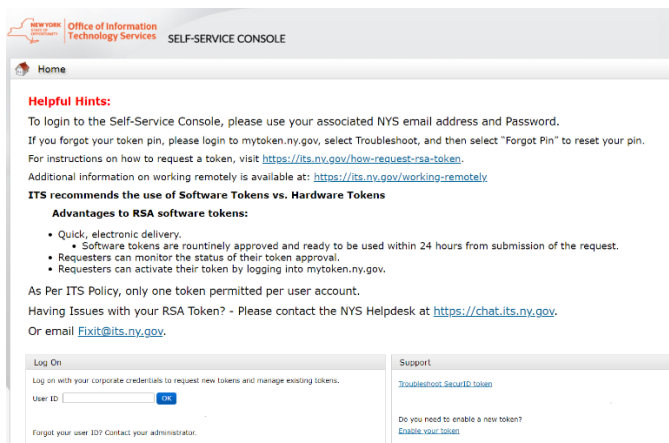 NEW YORK
STATE OF
OPPORTUNITY
Office of Information
Technology Services
SELF-SERVICE CONSOLE
Home
Helpful Hints:
To login to the Self-Service Console, please use your associated NYS email address and Password.
If you forgot your token pin, please login to mytoken.ny.gov, select Troubleshoot, and then select "Forgot Pin" to reset your pin.
For instructions on how to request a token, visit https://its.ny.gov/how-request-rsa-token.
Additional information on working remotely is available at: https://its.ny.gov/working-remotely
ITS recommends the use of Software Tokens vs. Hardware Tokens
Advantages to RSA software tokens:
• Quick, electronic delivery.
• Software tokens are rountinely approved and ready to be used within 24 hours from submission of the request.
• Requesters can monitor the status of their token approval.
• Requesters can activate their token by logging into mytoken.ny.gov.
As Per ITS Policy, only one token permitted per user account.
Having Issues with your RSA Token? - Please contact the NYS Helpdesk at https://chat.its.ny.gov.
Or email Fixit@its.ny.gov.
Log On
Log on with your corporate credentials to request new tokens and manage existing tokens.
User ID
OK
Forgot your user ID? Contact your administrator.
Support
Troubleshoot SecurID token
Do you need to enable a new token?
Enable your token